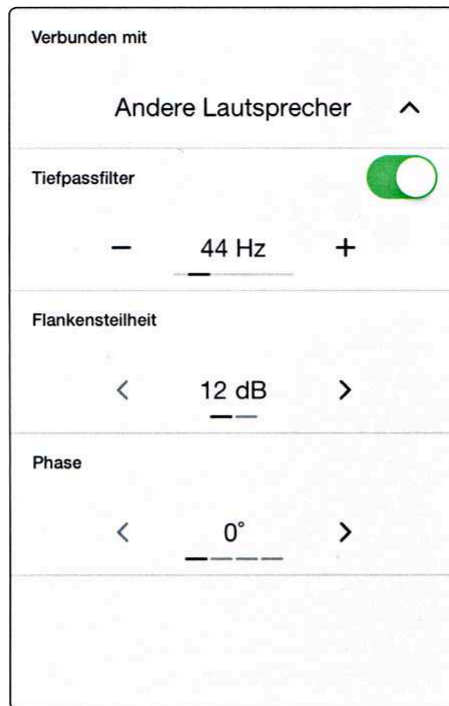 Verbunden mit
Andere Lautsprecher
Tiefpassfilter
− 44 Hz +
Flankensteilheit
< 12 dB >
Phase
< 0° >